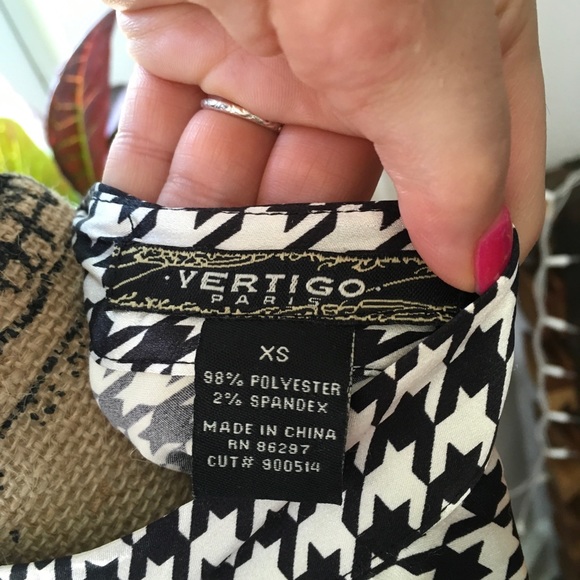 VERTIGO
PARIS
XS
98% POLYESTER
2% SPANDEX
MADE IN CHINA
RN 86297
CUT# 900514